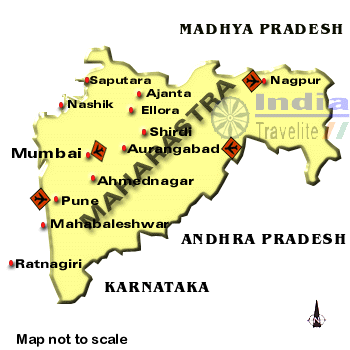 MADHYA PRADESH
Saputara
Nagpur
Ajanta
Nashik
Ellora
India
Travelite
Shirdi
MAHARASTRA
Mumbai
Aurangabad
Ahmednagar
Pune
Mahabaleshwar
ANDHRA PRADESH
Ratnagiri
KARNATAKA
N
Map not to scale